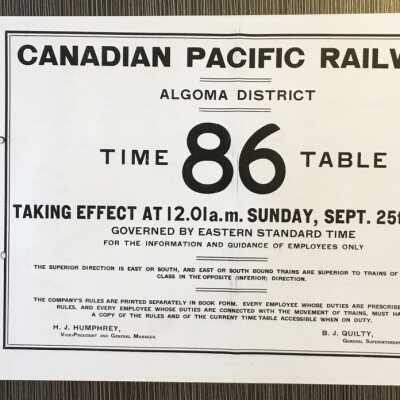 CANADIAN PACIFIC RAILW
ALGOMA DISTRICT
TIME 86 TABLE
TAKING EFFECT AT 12.01a.m. SUNDAY, SEPT. 25t
GOVERNED BY EASTERN STANDARD TIME
FOR THE INFORMATION AND GUIDANCE OF EMPLOYEES ONLY
THE SUPERIOR DIRECTION IS EAST OR SOUTH, AND EAST OR SOUTH BOUND TRAINS ARE SUPERIOR TO TRAINS OF
CLASS IN THE OPPOSITE (INFERIOR) DIRECTION.
THE COMPANY'S RULES ARE PRINTED SEPARATELY IN BOOK FORM. EVERY EMPLOYEE WHOSE DUTIES ARE PRESCRIBE
RULES, AND EVERY EMPLOYEE WHOSE DUTIES ARE CONNECTED WITH THE MOVEMENT OF TRAINS, MUST HA
A COPY OF THE RULES AND OF THE CURRENT TIME TABLE ACCESSIBLE WHEN ON DUTY.
H. J. HUMPHREY, B. J. QUILTY,
VICE-PRESIDENT AND GENERAL MANAGER. GENERAL SUPERINTENDEN